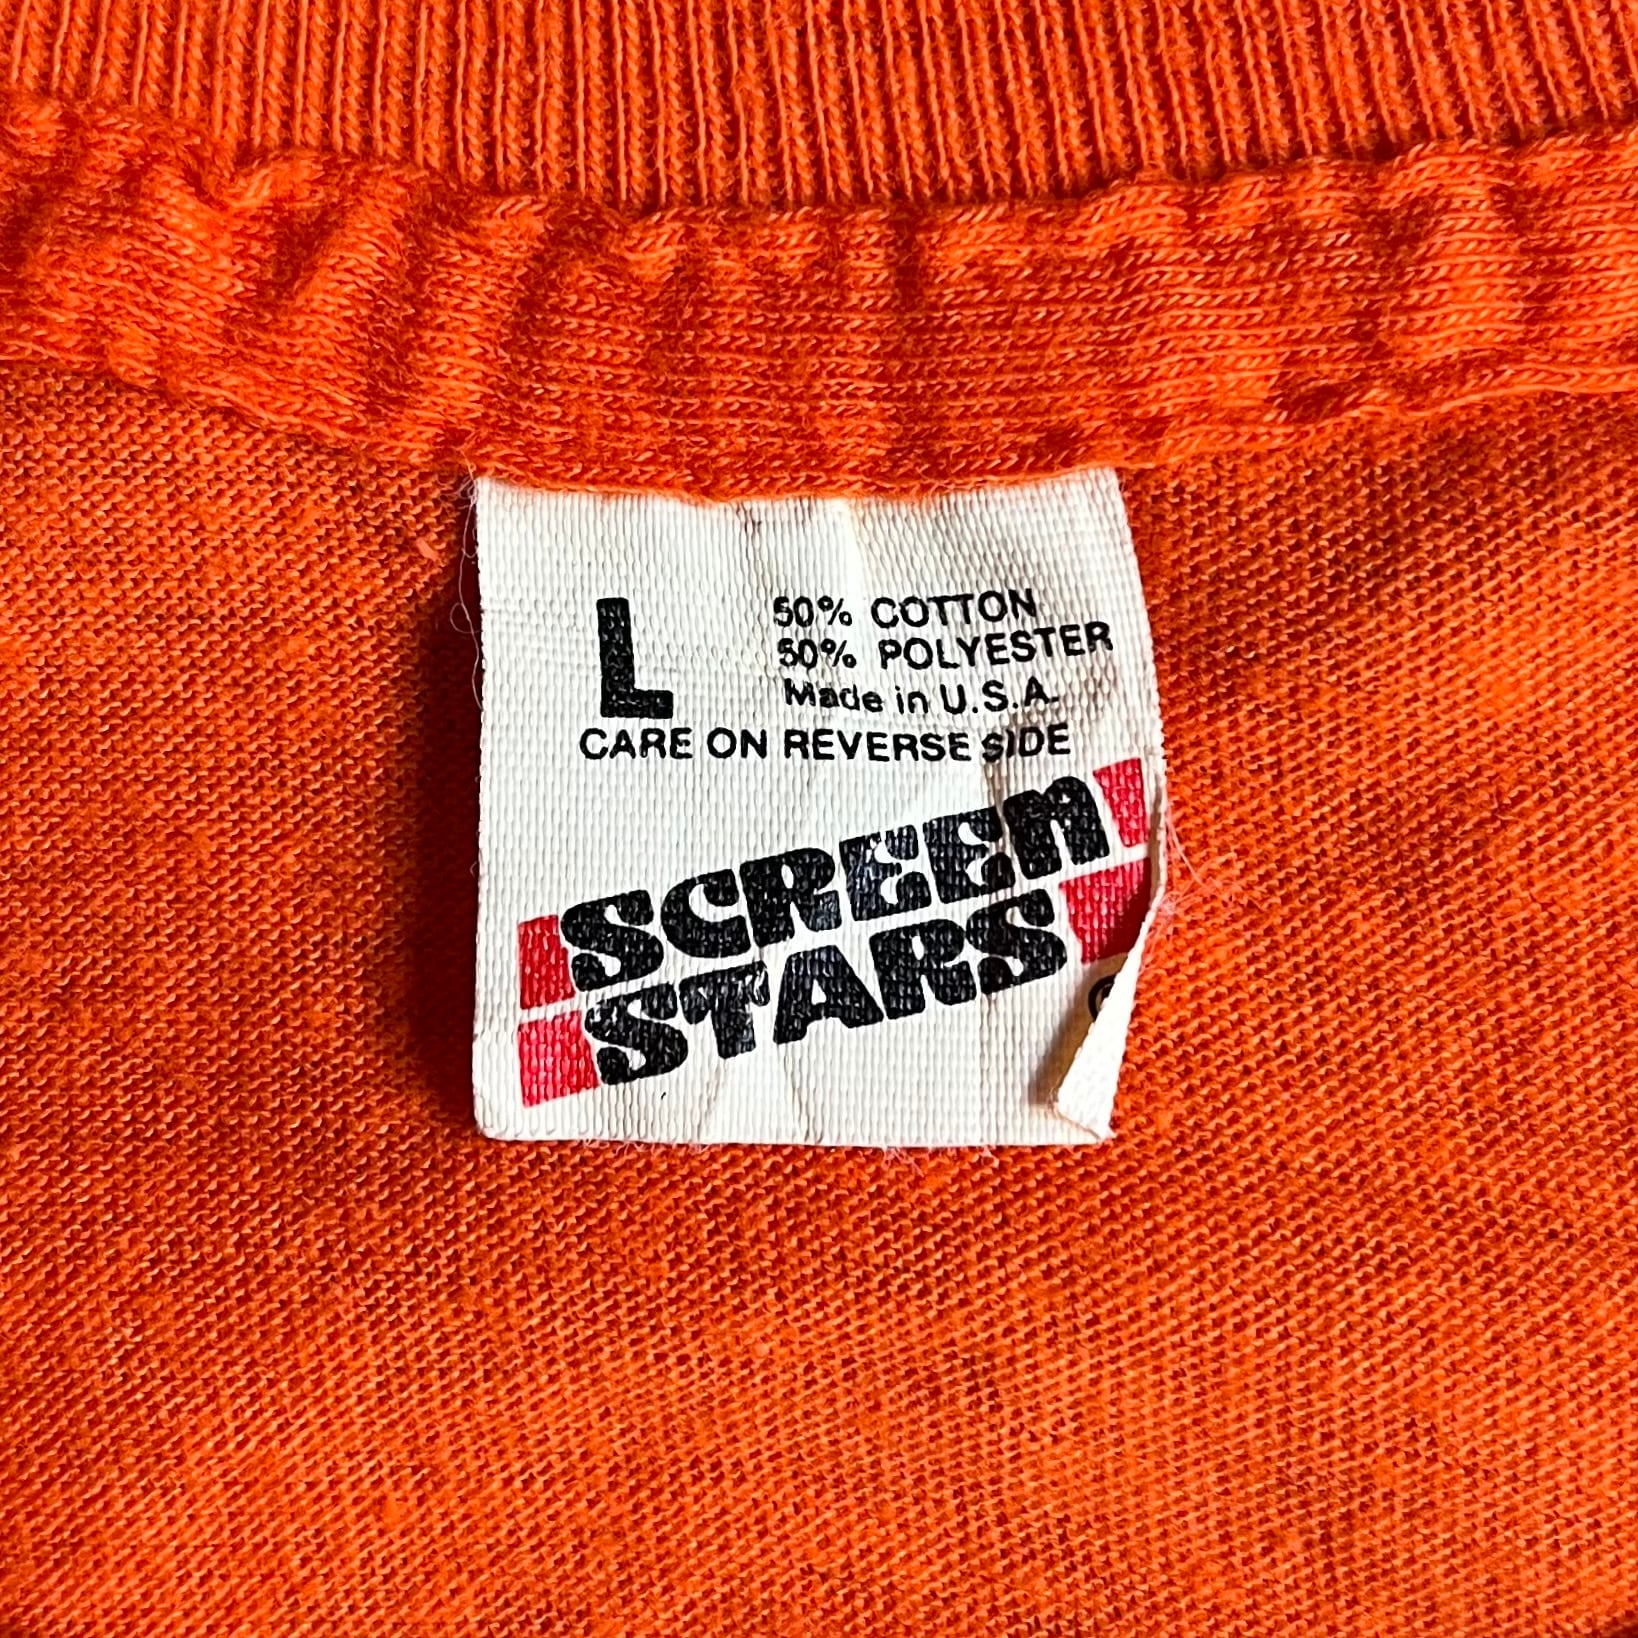 L
50% COTTON
50% POLYESTER
Made in U.S.A.
CARE ON REVERSE SIDE
SCREEN
STARS